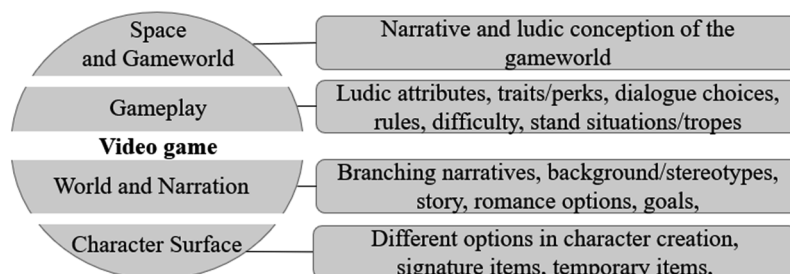 Space
and Gameworld
Narrative and ludic conception of the
gameworld
Gameplay
Ludic attributes, traits/perks, dialogue choices,
rules, difficulty, stand situations/tropes
Video game
World and Narration
Branching narratives, background/stereotypes,
story, romance options, goals,
Character Surface
Different options in character creation,
signature items, temporary items,